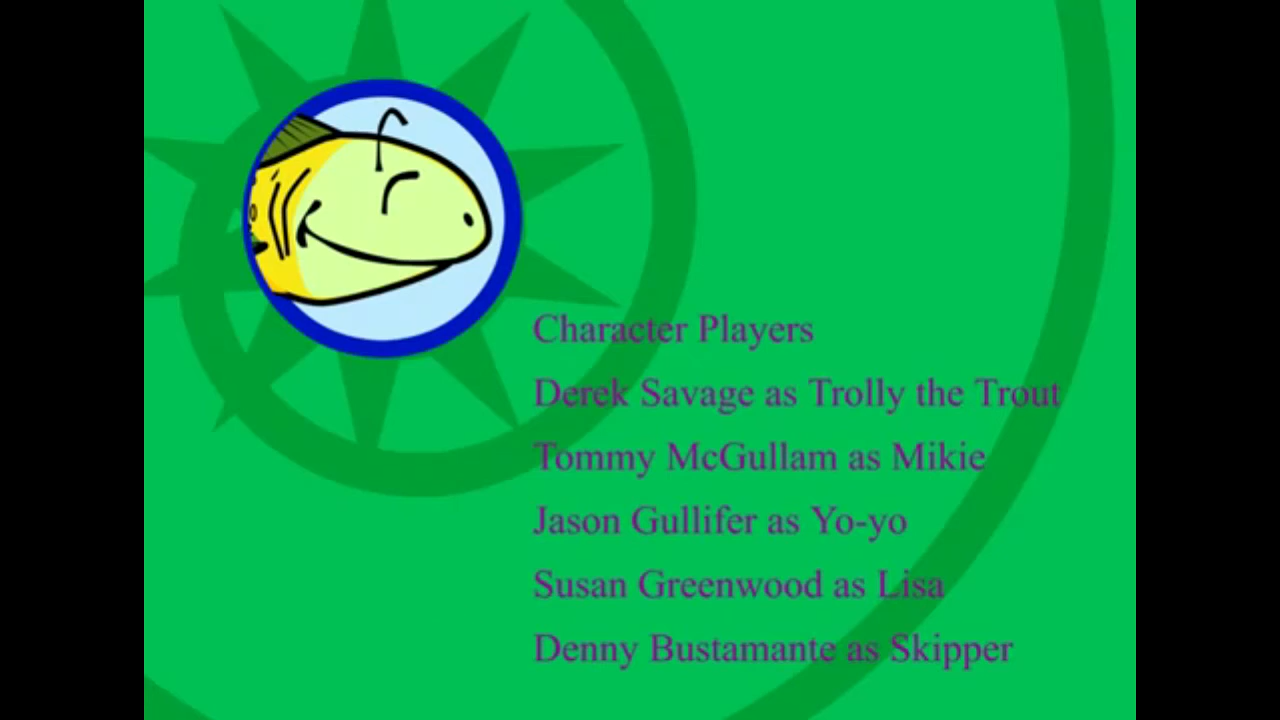 Character Players
Derek Savage as Trolly the Trout
Tommy McGullam as Mikie
Jason Gullifer as Yo-yo
Susan Greenwood as Lisa
Denny Bustamante as Skipper